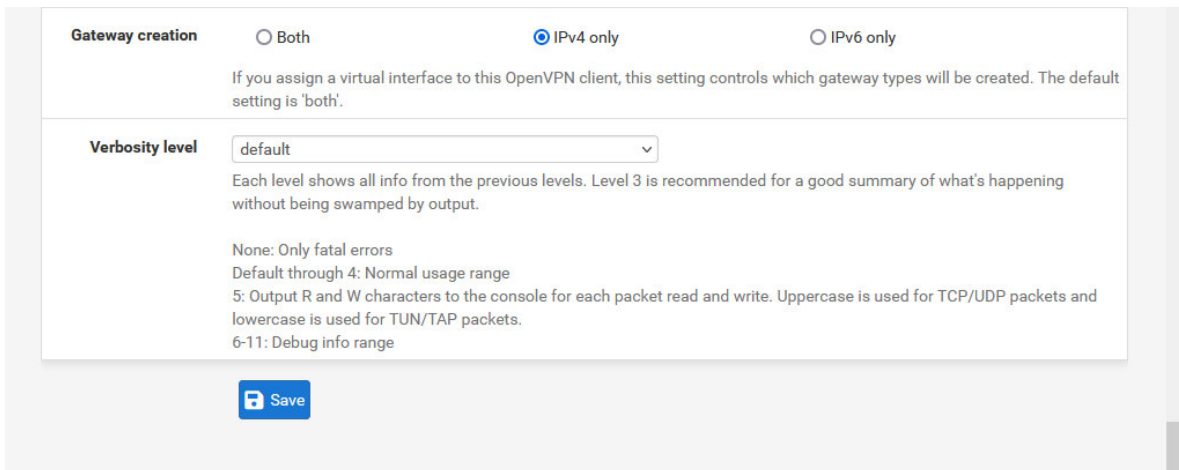 Gateway creation
Both
IPv4 only
IPv6 only
If you assign a virtual interface to this OpenVPN client, this setting controls which gateway types will be created. The default
setting is 'both'.
Verbosity level
default
Each level shows all info from the previous levels. Level 3 is recommended for a good summary of what's happening
without being swamped by output.
None: Only fatal errors
Default through 4: Normal usage range
5: Output R and W characters to the console for each packet read and write. Uppercase is used for TCP/UDP packets and
lowercase is used for TUN/TAP packets.
6-11: Debug info range
Save